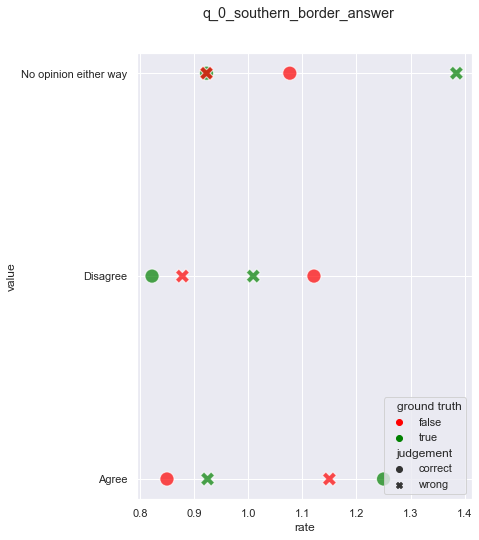 q_0_southern_border_answer
No opinion either way
Disagree
Agree
value
0.8 0.9 1.0 1.1 1.2 1.3 1.4
rate
ground truth
false
true
judgement
correct
wrong